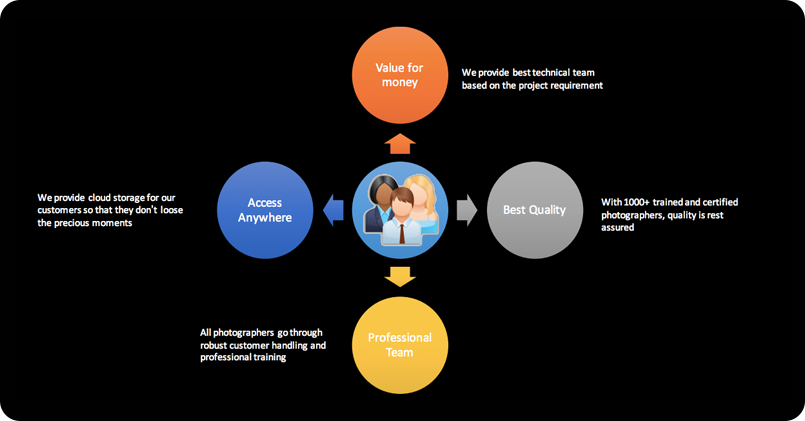 Value for
money
We provide best technical team
based on the project requirement
We provide cloud storage for our
customers so that they don't loose
the precious moments
Access
Anywhere
Best Quality
With 1000+ trained and certified
photographers, quality is rest
assured
All photographers go through
robust customer handling and
professional training
Professional
Team